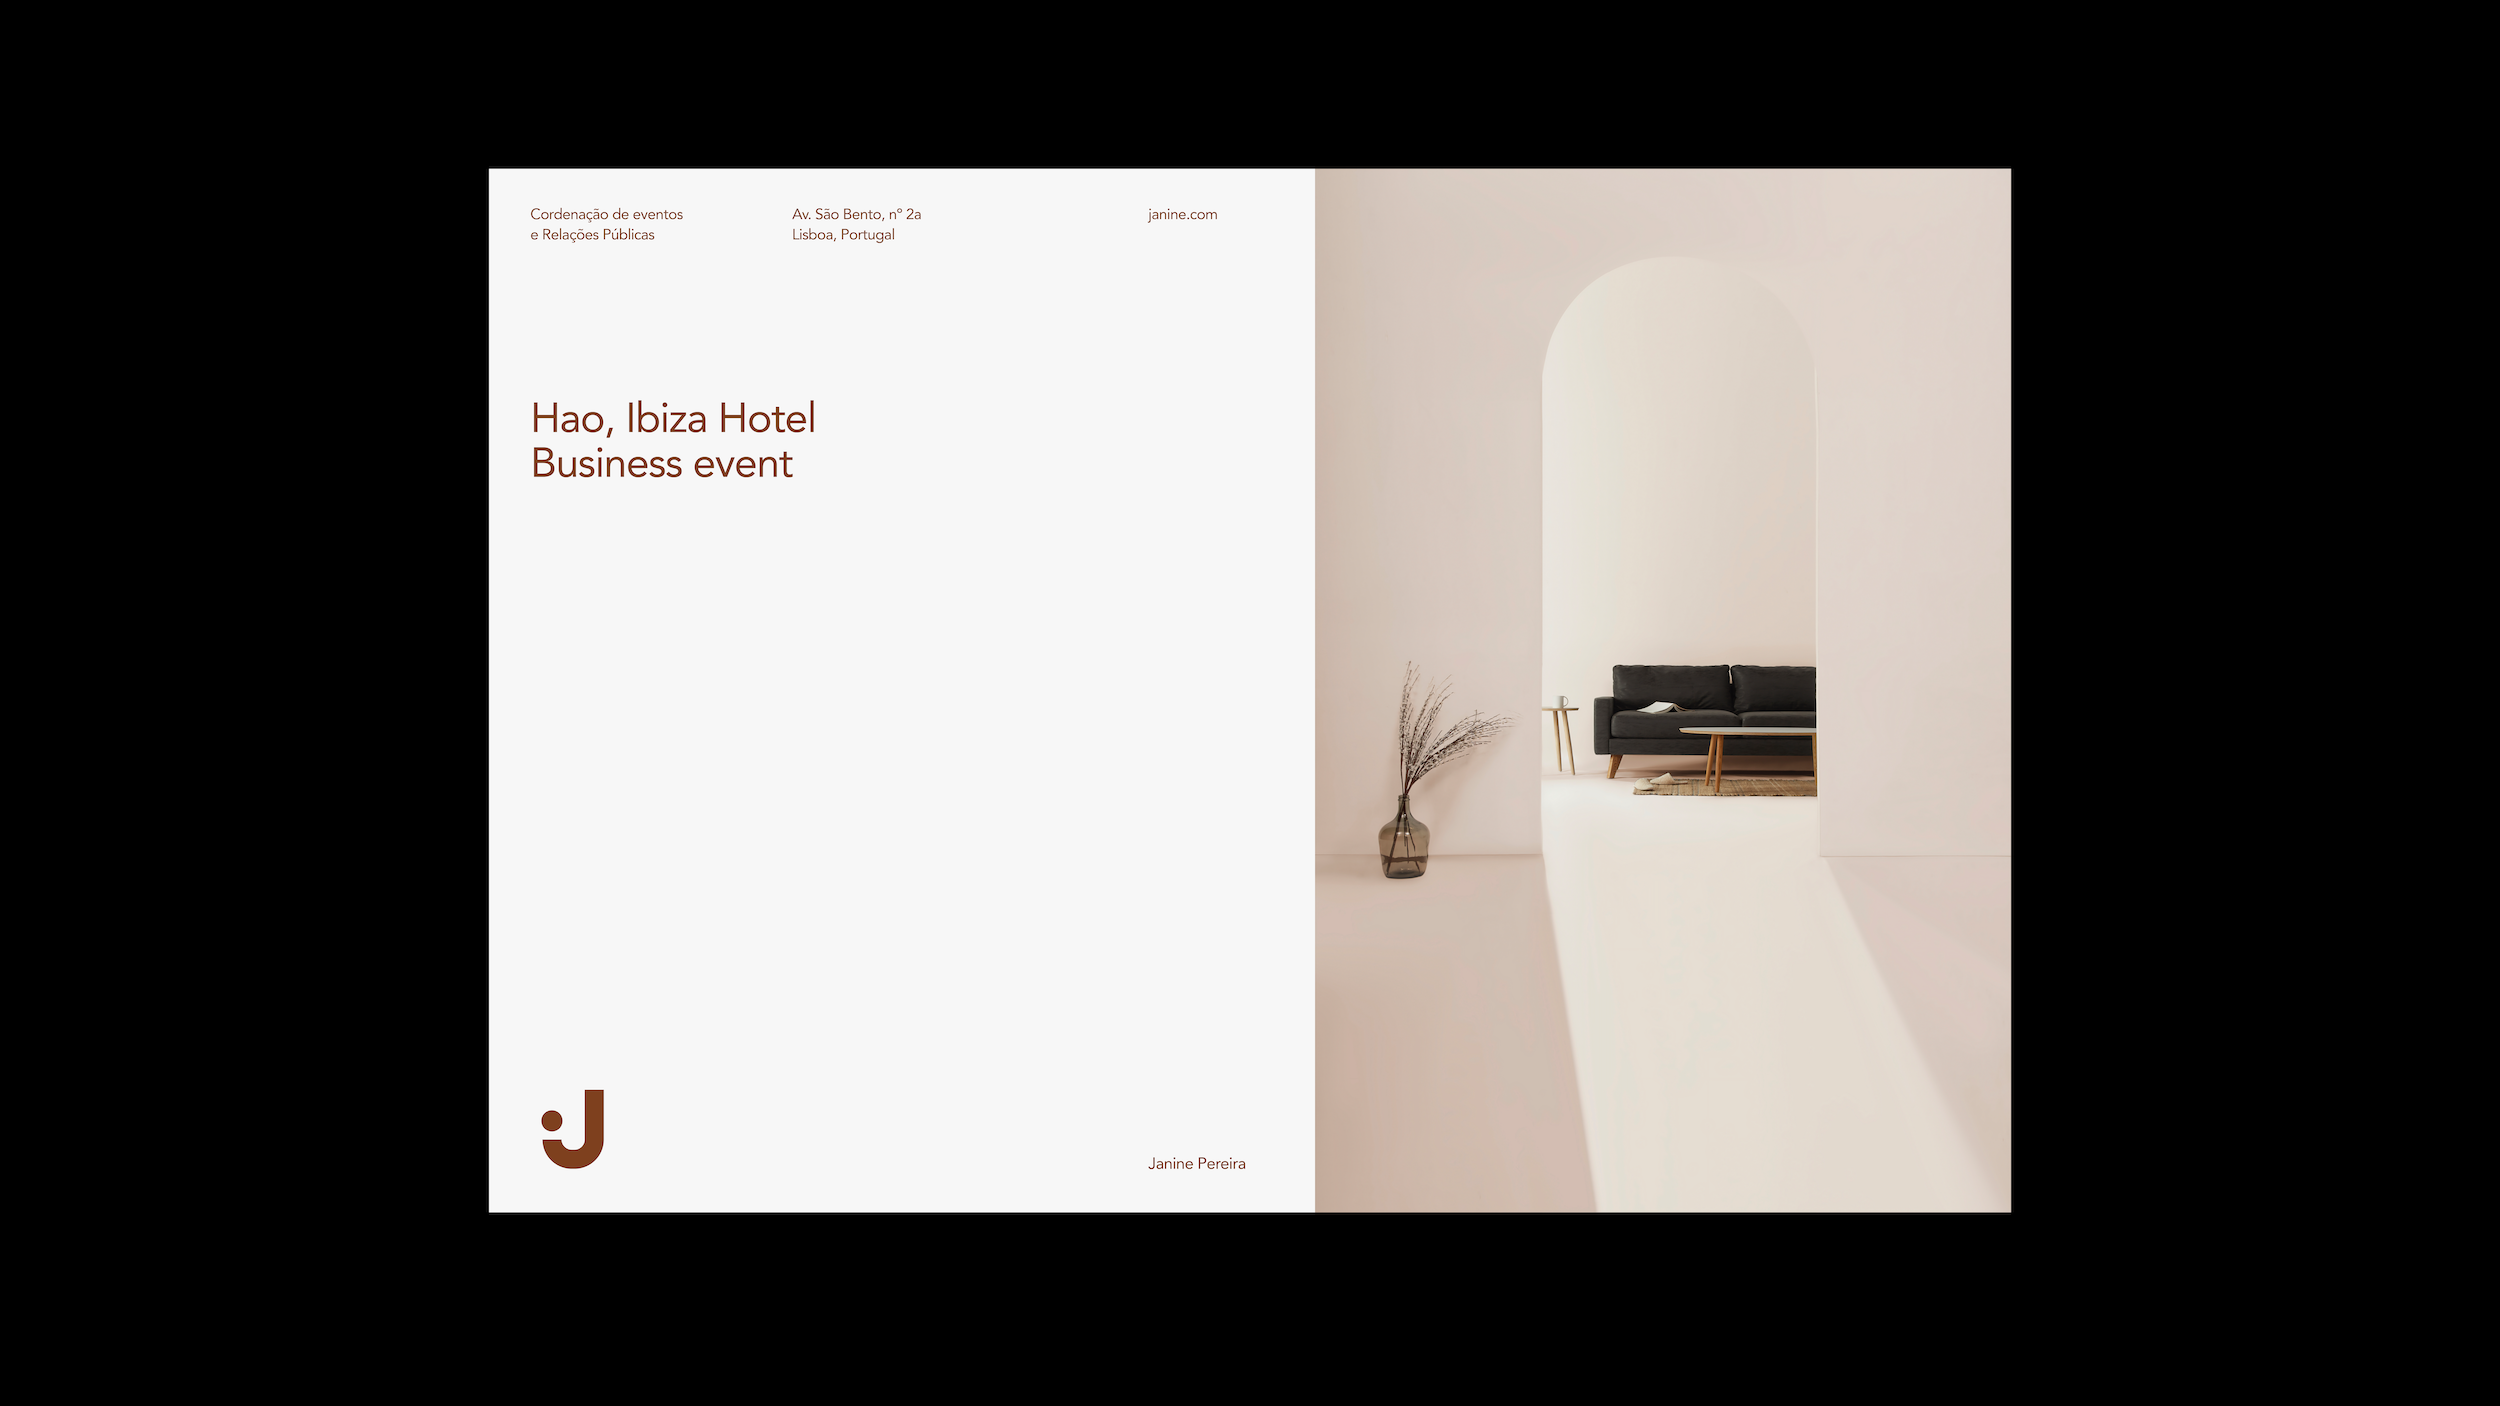 Cordenação de eventos
e Relações Públicas
Av. São Bento, nº 2a
Lisboa, Portugal
janine.com
Hao, Ibiza Hotel
Business event
J
Janine Pereira